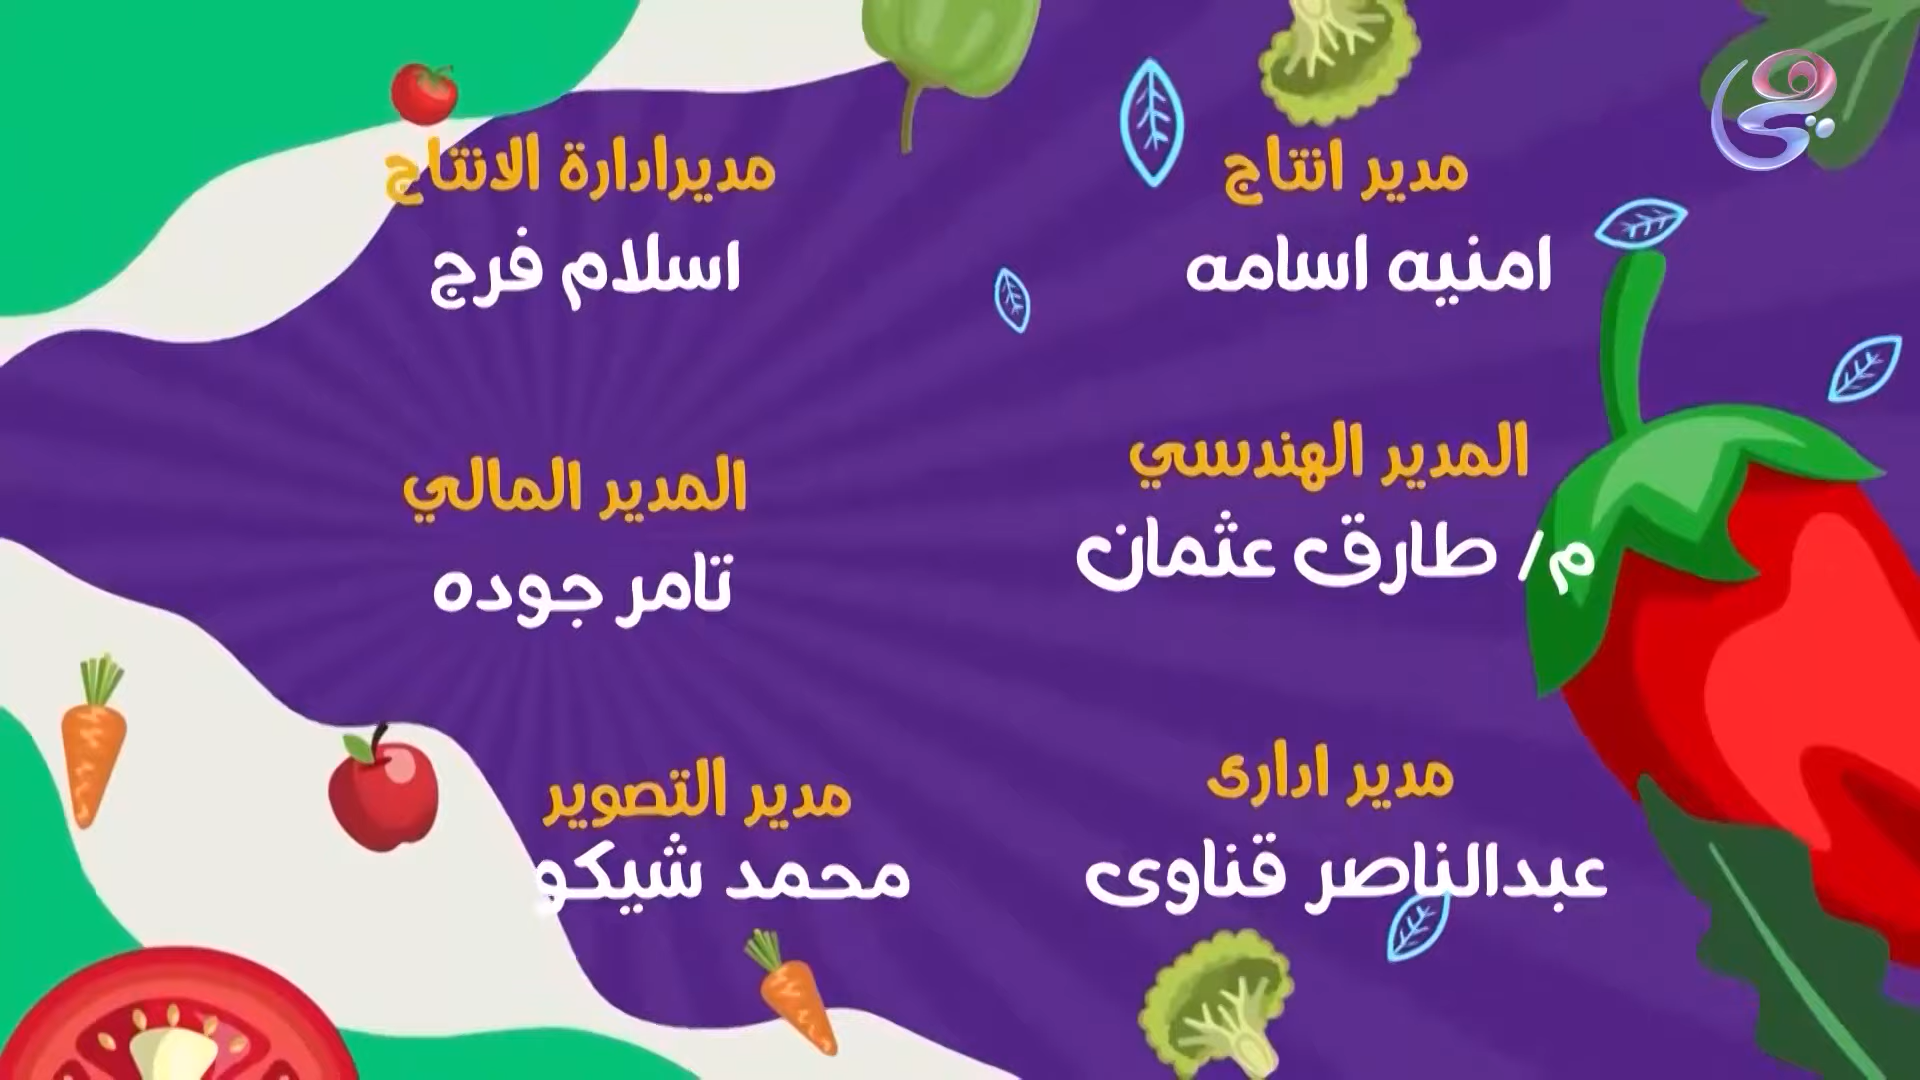 مدير انتاج
امنيه اسامه
مديرادارة الانتاج
اسلام فرج
المدير الهندسي
م/ طارق عثمان
المدير المالي
تامر جوده
مدير ادارى
عبدالناصر قناوى
مدير التصوير
محمد شيكو